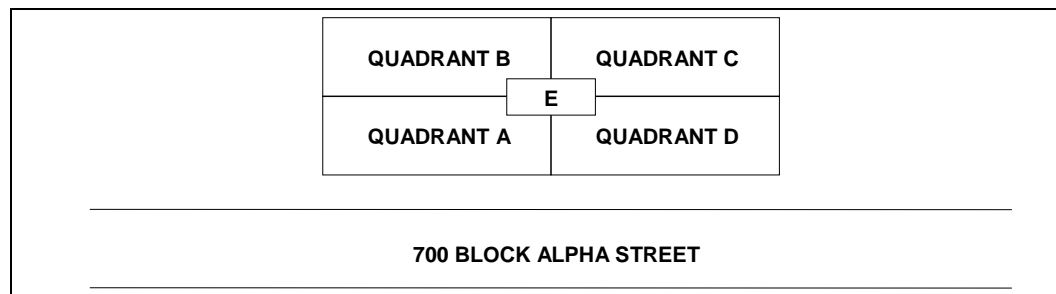 QUADRANT B QUADRANT C
E
QUADRANT A QUADRANT D
700 BLOCK ALPHA STREET